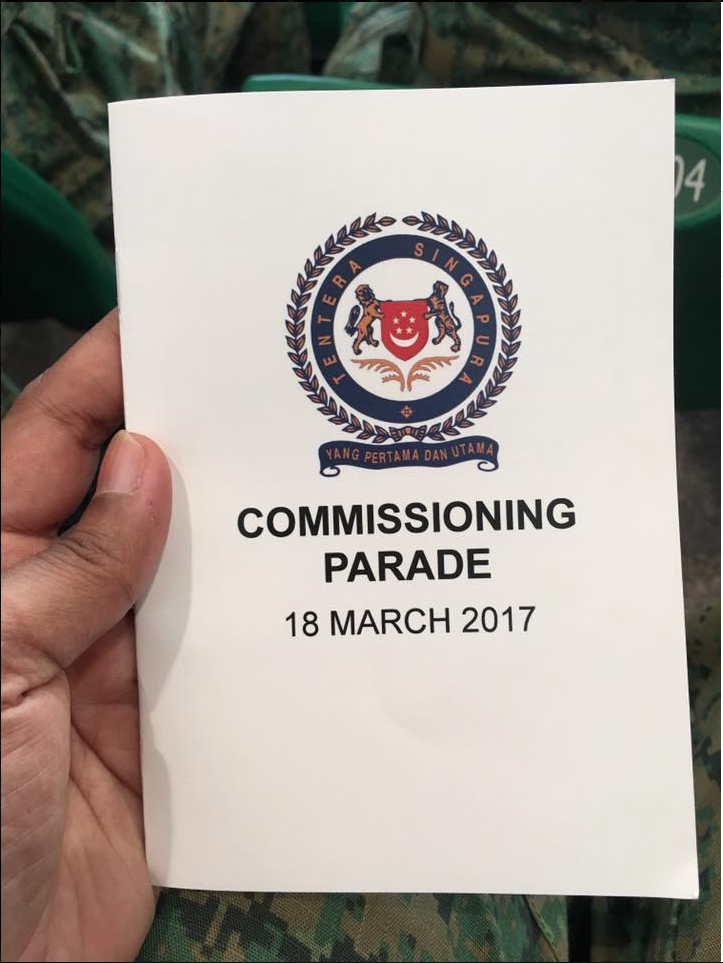 TENTERA SINGAPURA
YANG PERTAMA DAN UTAMA
COMMISSIONING
PARADE
18 MARCH 2017
04